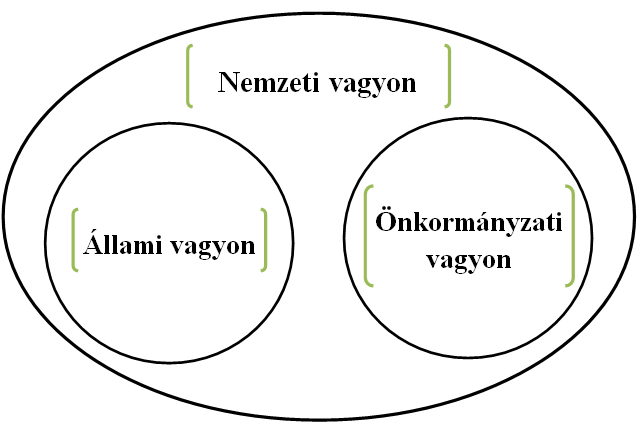 Nemzeti vagyon
Állami vagyon
Önkormányzati
vagyon